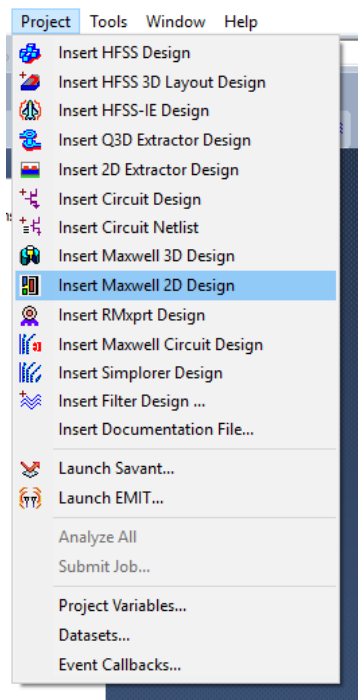 Project Tools Window Help
Insert HFSS Design
Insert HFSS 3D Layout Design
Insert HFSS-IE Design
Insert Q3D Extractor Design
Insert 2D Extractor Design
Insert Circuit Design
Insert Circuit Netlist
Insert Maxwell 3D Design
Insert Maxwell 2D Design
Insert RMxprt Design
Insert Maxwell Circuit Design
Insert Simplorer Design
Insert Filter Design ...
Insert Documentation File...
Launch Savant...
Launch EMIT...
Analyze All
Submit Job...
Project Variables...
Datasets...
Event Callbacks...